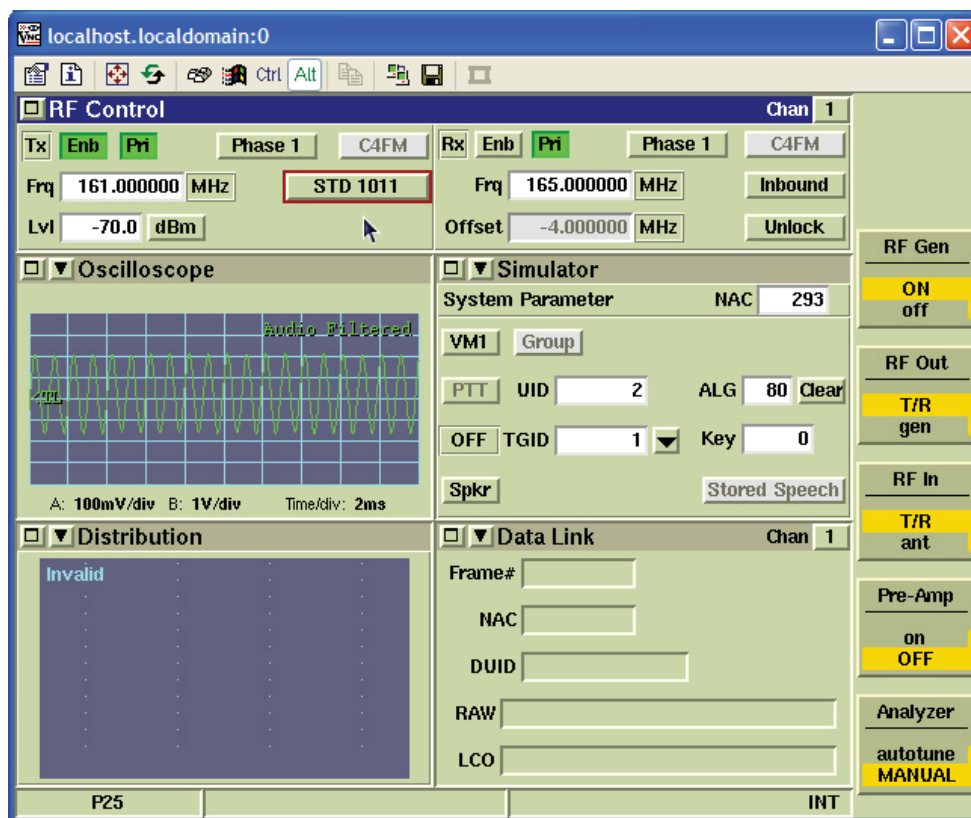 localhost.localdomain:0
Ctrl Alt
RF Control Chan 1
Tx Enb Pri Phase 1 C4FM
Frq 161.000000 MHz STD 1011
Lvl -70.0 dBm
Rx Enb Pri Phase 1 C4FM
Frq 165.000000 MHz Inbound
Offset -4.000000 MHz Unlock
Oscilloscope
Audio Filtered
<TL
A: 100mV/div B: 1V/div Time/div: 2ms
Simulator
System Parameter NAC 293
VM1 Group
PTT UID 2 ALG 80 Clear
OFF TGID 1 Key 0
Spkr Stored Speech
Distribution
Invalid
Data Link Chan 1
Frame#
NAC
DUID
RAW
LCO
RF Gen
ON
off
RF Out
T/R
gen
RF In
T/R
ant
Pre-Amp
on
OFF
Analyzer
autotune
MANUAL
P25 INT